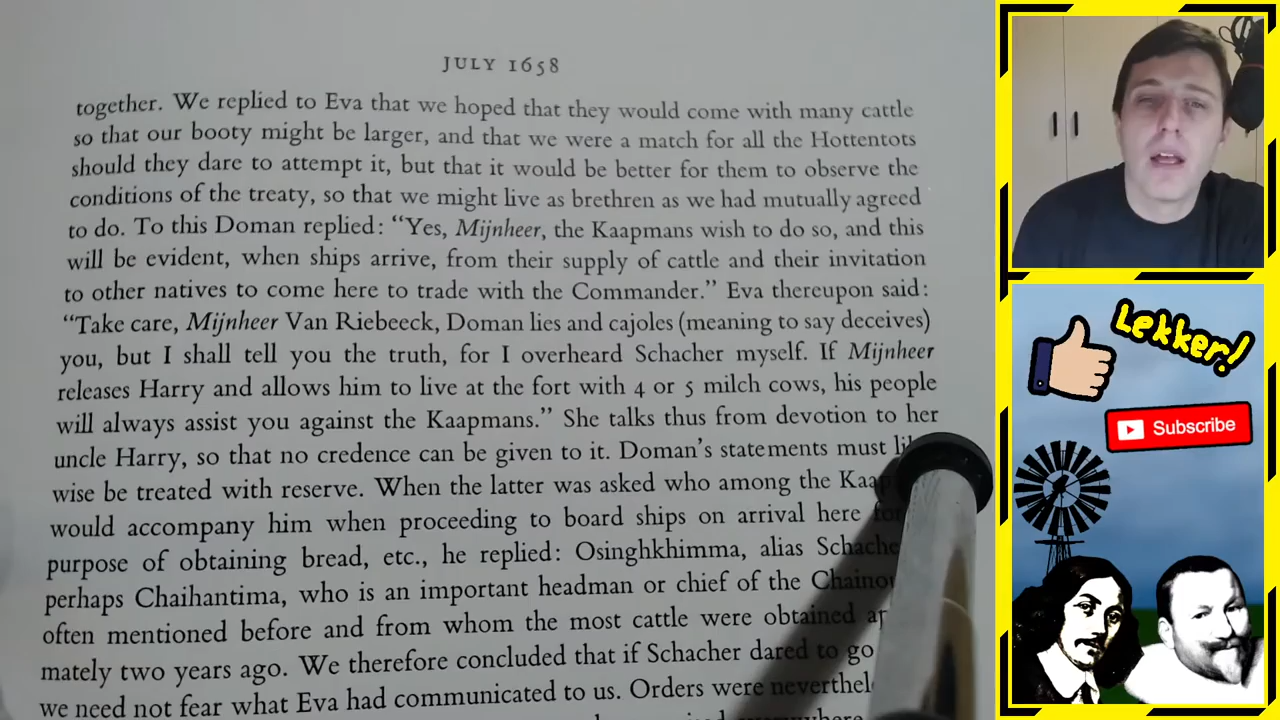 JULY 1658
together. We replied to Eva that we hoped that they would come with many cattle
so that our booty might be larger, and that we were a match for all the Hottentots
should they dare to attempt it, but that it would be better for them to observe the
conditions of the treaty, so that we might live as brethren as we had mutually agreed
to do. To this Doman replied: “Yes, Mijnheer, the Kaapmans wish to do so, and this
will be evident, when ships arrive, from their supply of cattle and their invitation
to other natives to come here to trade with the Commander.” Eva thereupon said:
“Take care, Mijnheer Van Riebeeck, Doman lies and cajoles (meaning to say deceives)
you, but I shall tell you the truth, for I overheard Schacher myself. If Mijnheer
releases Harry and allows him to live at the fort with 4 or 5 milch cows, his people
will always assist you against the Kaapmans.” She talks thus from devotion to her
uncle Harry, so that no credence can be given to it. Doman’s statements must
wise be treated with reserve. When the latter was asked who among the
would accompany him when proceeding to board ships on arrival here
purpose of obtaining bread, etc., he replied: Osinghkhimma, alias
perhaps Chaihantima, who is an important headman or chief of the
often mentioned before and from whom the most cattle were obtained
mately two years ago. We therefore concluded that if Schacher dared to go
we need not fear what Eva had communicated to us. Orders were
Lekker!
Subscribe